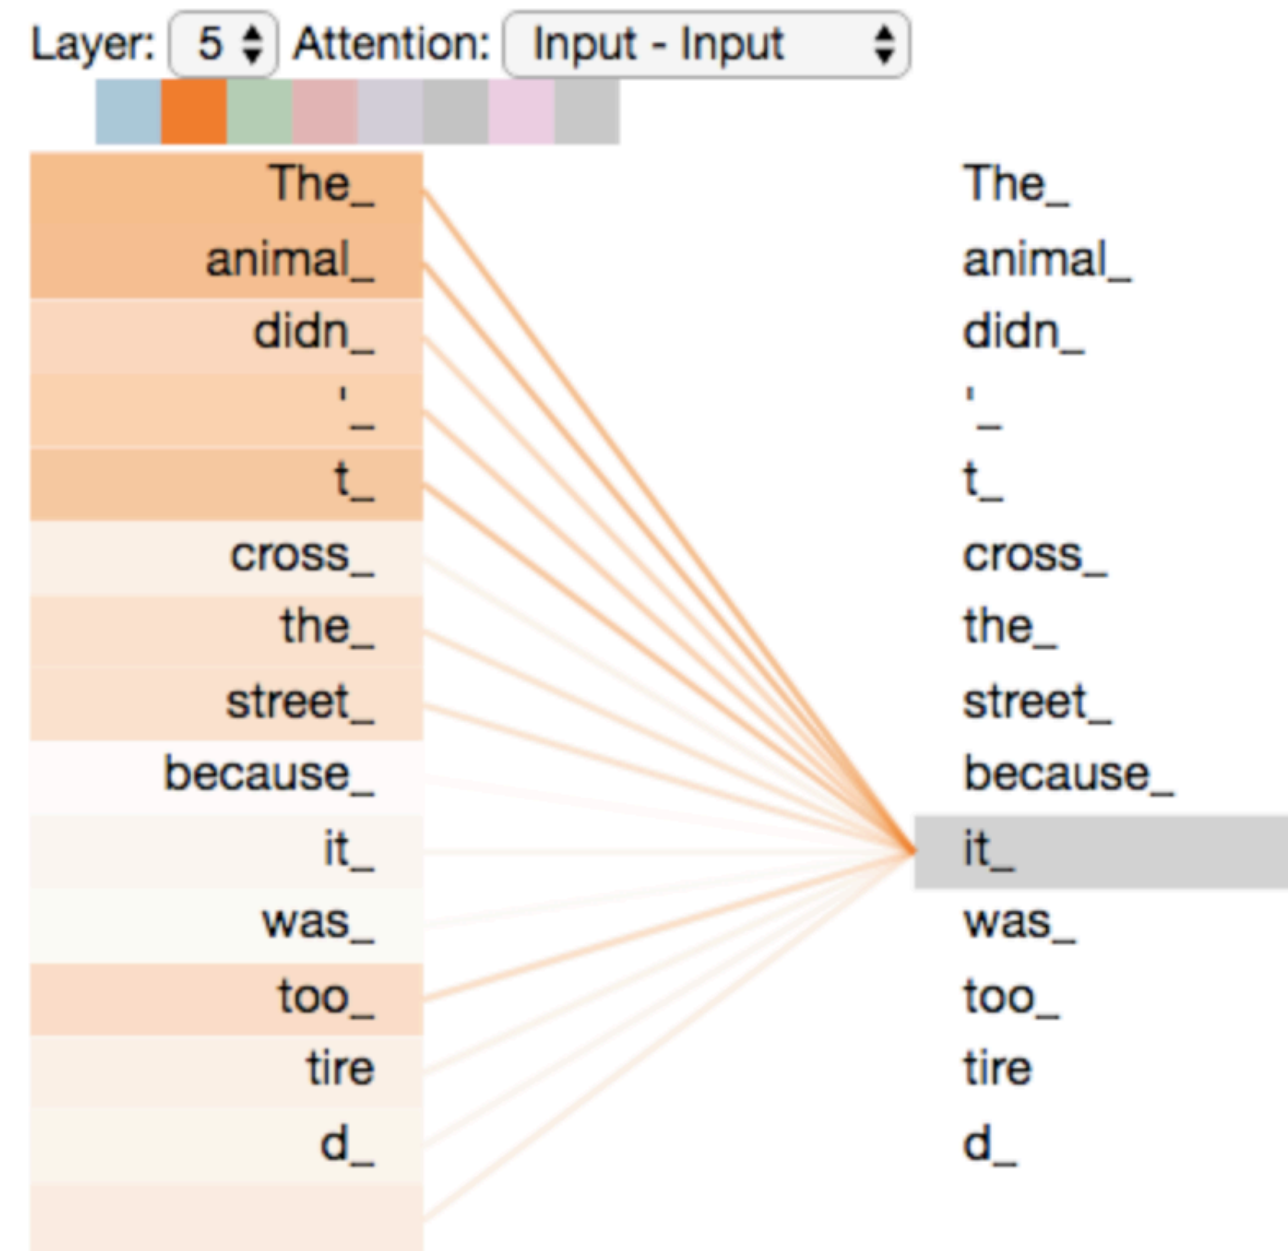 Layer: 5 Attention: Input - Input
The_ The_
animal_ animal_
didn_ didn_
'_ '_
t_ t_
cross_ cross_
the_ the_
street_ street_
because_ because_
it_ it_
was_ was_
too_ too_
tire tire
d_ d_